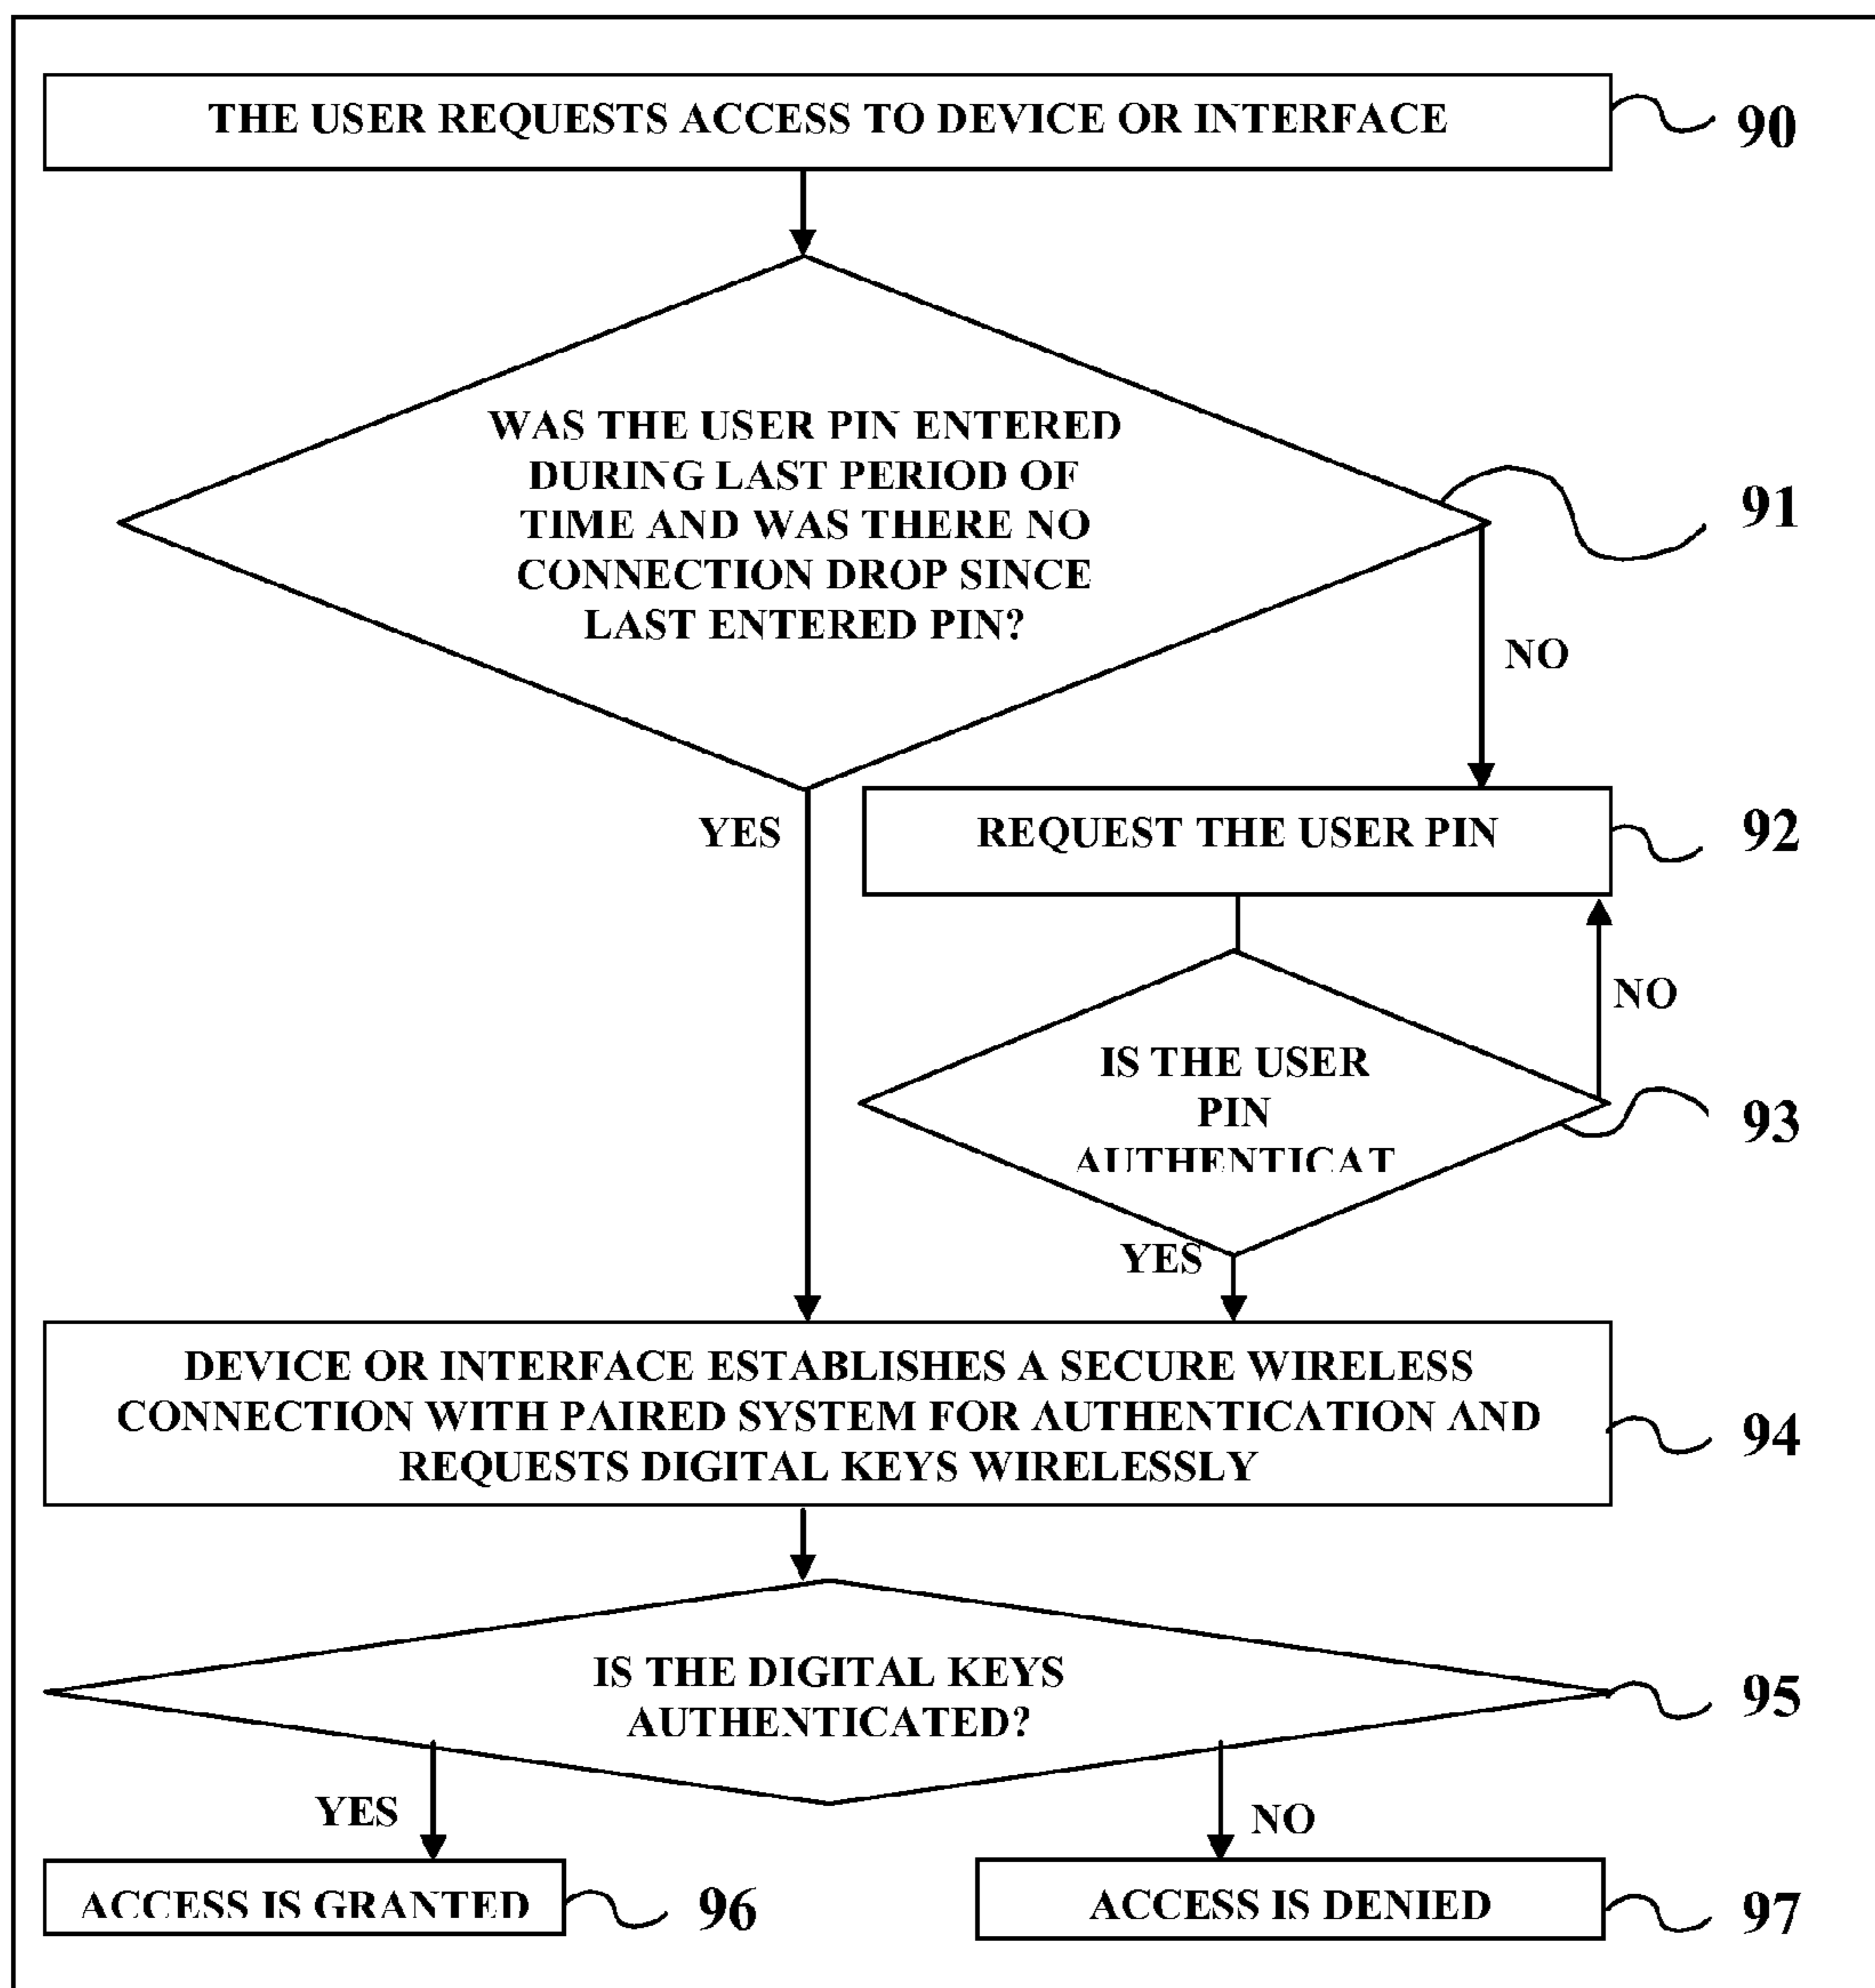 THE USER REQUESTS ACCESS TO DEVICE OR INTERFACE
90
WAS THE USER PIN ENTERED
DURING LAST PERIOD OF
TIME AND WAS THERE NO
CONNECTION DROP SINCE
LAST ENTERED PIN?
91
NO
YES
REQUEST THE USER PIN
92
NO
IS THE USER
PIN
AUTHENTICAT
93
YES
DEVICE OR INTERFACE ESTABLISHES A SECURE WIRELESS
CONNECTION WITH PAIRED SYSTEM FOR AUTHENTICATION AND
REQUESTS DIGITAL KEYS WIRELESSLY
94
IS THE DIGITAL KEYS
AUTHENTICATED?
95
YES
NO
ACCESS IS GRANTED
96
ACCESS IS DENIED
97